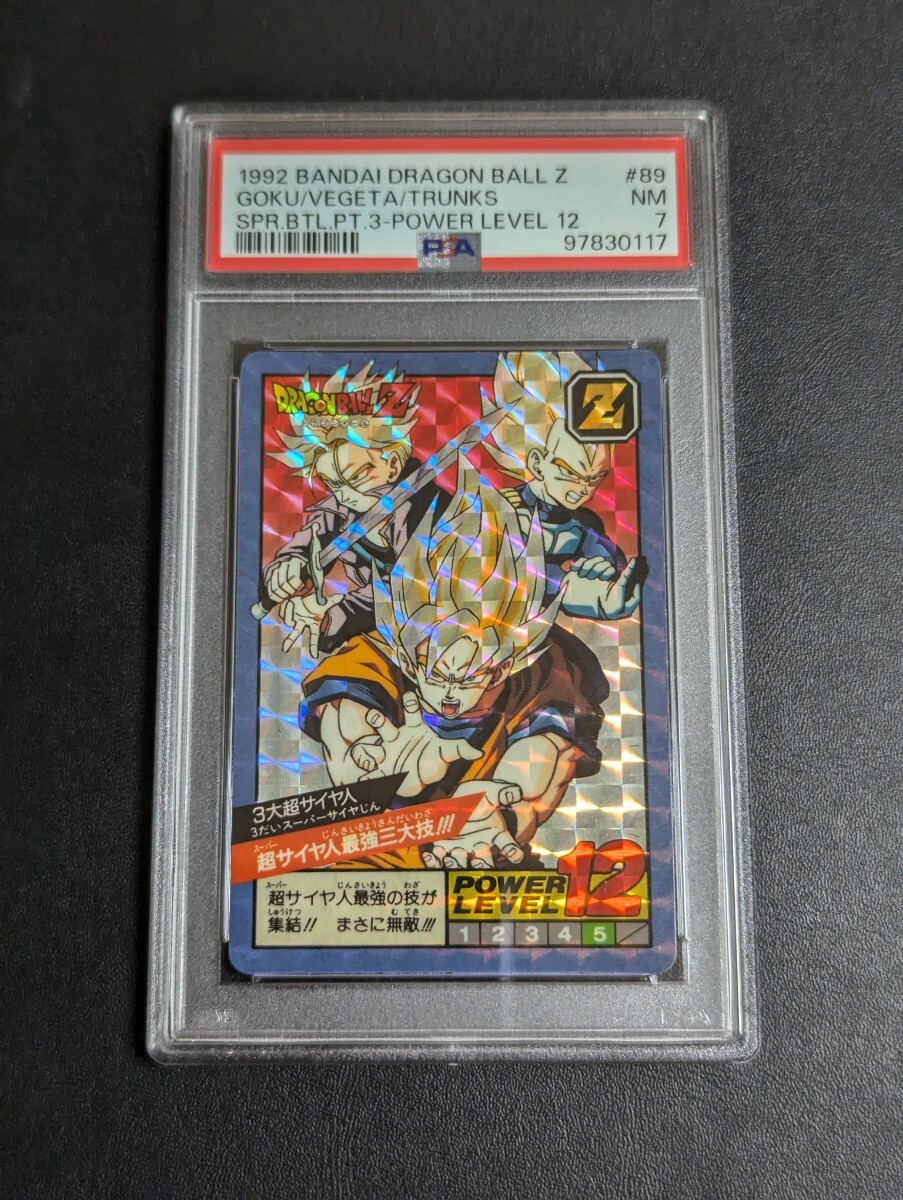 1992 BANDAI DRAGON BALL Z #89
GOKU/VEGETA/TRUNKS NM
SPR.BTL.PT.3-POWER LEVEL 12 7
PSA 97830117
DRAGON BALL Z
Z
3大超サイヤ人
3だいスーパーサイヤじん
スーパー じんさいきょうさんだいわざ
超サイヤ人最強三大技!!!
スーパー じんさいきょう わざ
超サイヤ人最強の技が
しゅうけつ むてき
集結!! まさに無敵!!!
POWER LEVEL 12
1 2 3 4 5